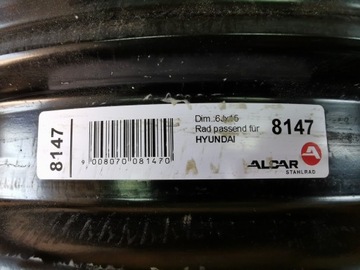 8147
9 008070 081470
Dim.:6Jx15
Rad passend für
HYUNDAI
8147
ALCAR
STAHLRAD